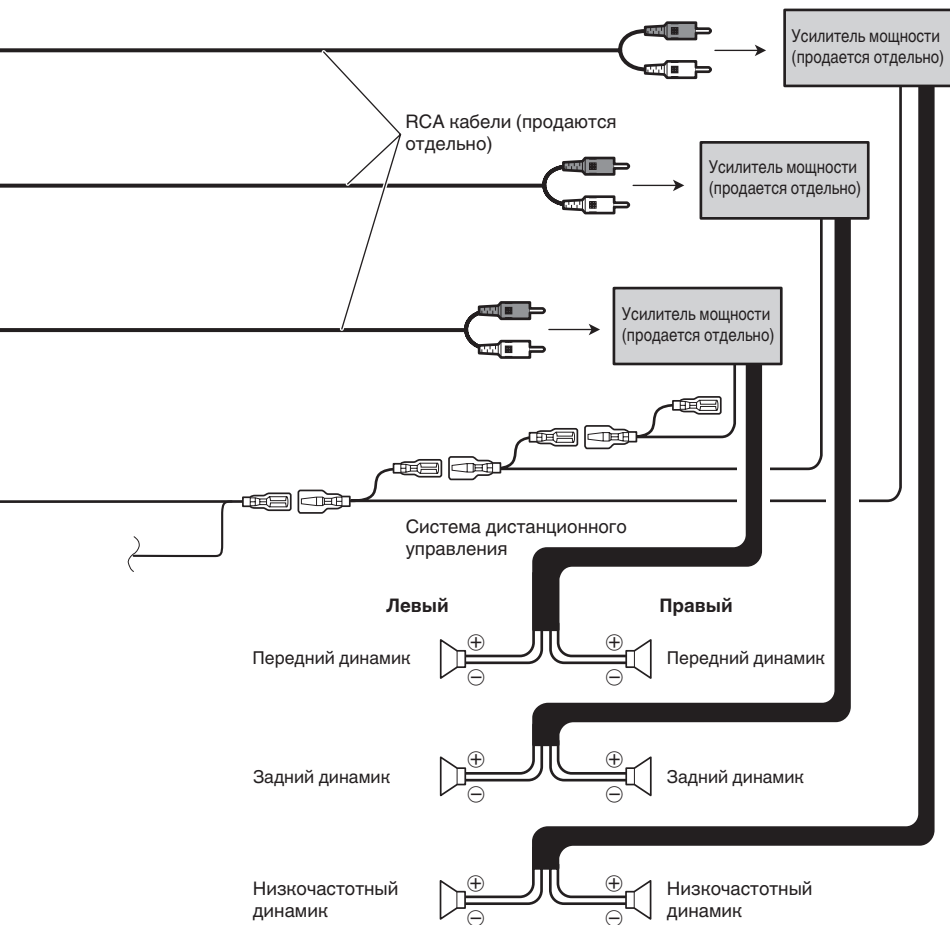 Усилитель мощности
(продается отдельно)
RCA кабели (продаются
отдельно)
Усилитель мощности
(продается отдельно)
Усилитель мощности
(продается отдельно)
Система дистанционного
управления
Левый
Правый
Передний динамик
⊕
⊖
⊕
⊖
Передний динамик
Задний динамик
⊕
⊖
⊕
⊖
Задний динамик
Низкочастотный
динамик
⊕
⊖
⊕
⊖
Низкочастотный
динамик